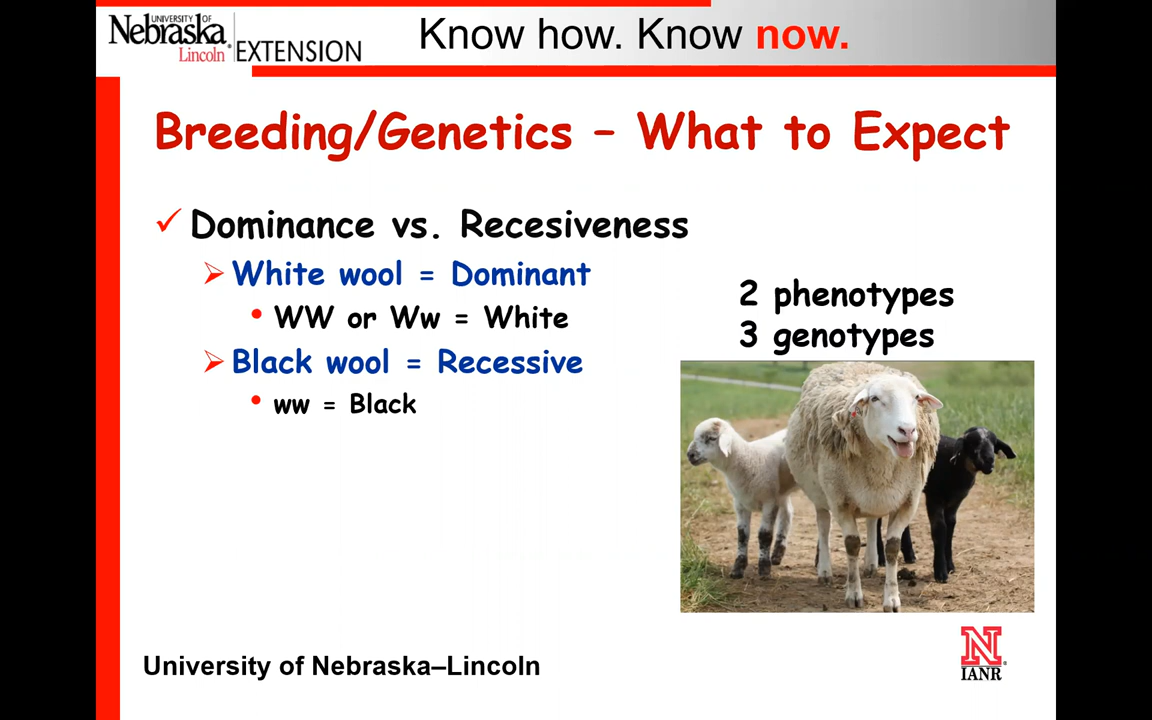 UNIVERSITY OF
Nebraska
Lincoln
EXTENSION
Know how. Know now.
Breeding/Genetics – What to Expect
Dominance vs. Recesiveness
White wool = Dominant
WW or Ww = White
Black wool = Recessive
ww = Black
2 phenotypes
3 genotypes
University of Nebraska–Lincoln
N
IANR